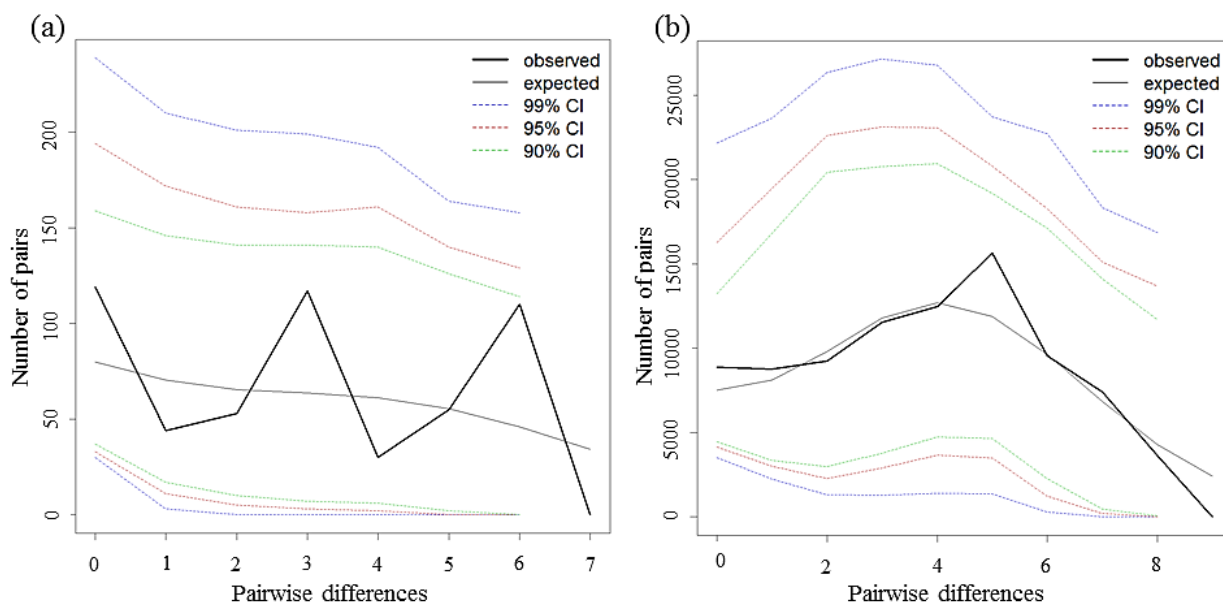 (a)
observed
expected
99% CI
95% CI
90% CI
Number of pairs
0 50 100 150 200
0 1 2 3 4 5 6 7
Pairwise differences
(b)
observed
expected
99% CI
95% CI
90% CI
Number of pairs
0 5000 10000 15000 20000 25000
0 2 4 6 8
Pairwise differences